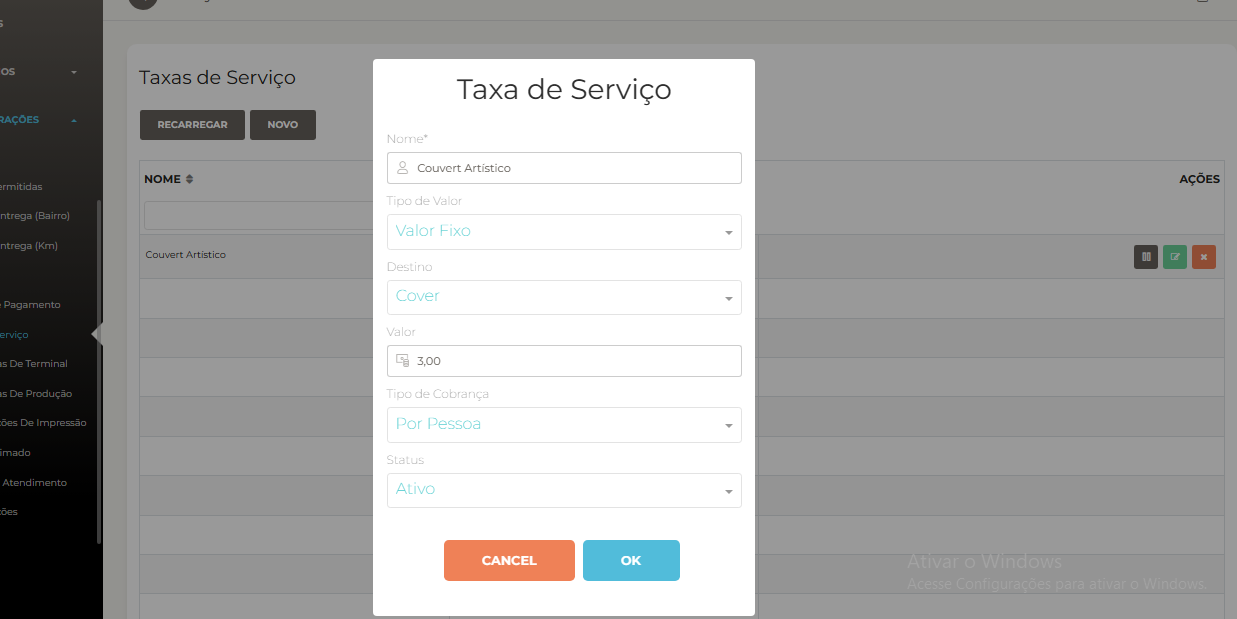 Taxas de Serviço
RECARREGAR NOVO
NOME
AÇÕES
Couvert Artístico
Taxa de Serviço
Nome*
Couvert Artístico
Tipo de Valor
Valor Fixo
Destino
Cover
Valor
3,00
Tipo de Cobrança
Por Pessoa
Status
Ativo
CANCEL OK
OS
RAÇÕES
ermitidas
ntrega (Bairro)
ntrega (Km)
e Pagamento
erviço
as De Terminal
as De Produção
ões De Impressão
imado
Atendimento
ões
Ativar o Windows
Acesse Configurações para ativar o Windows.